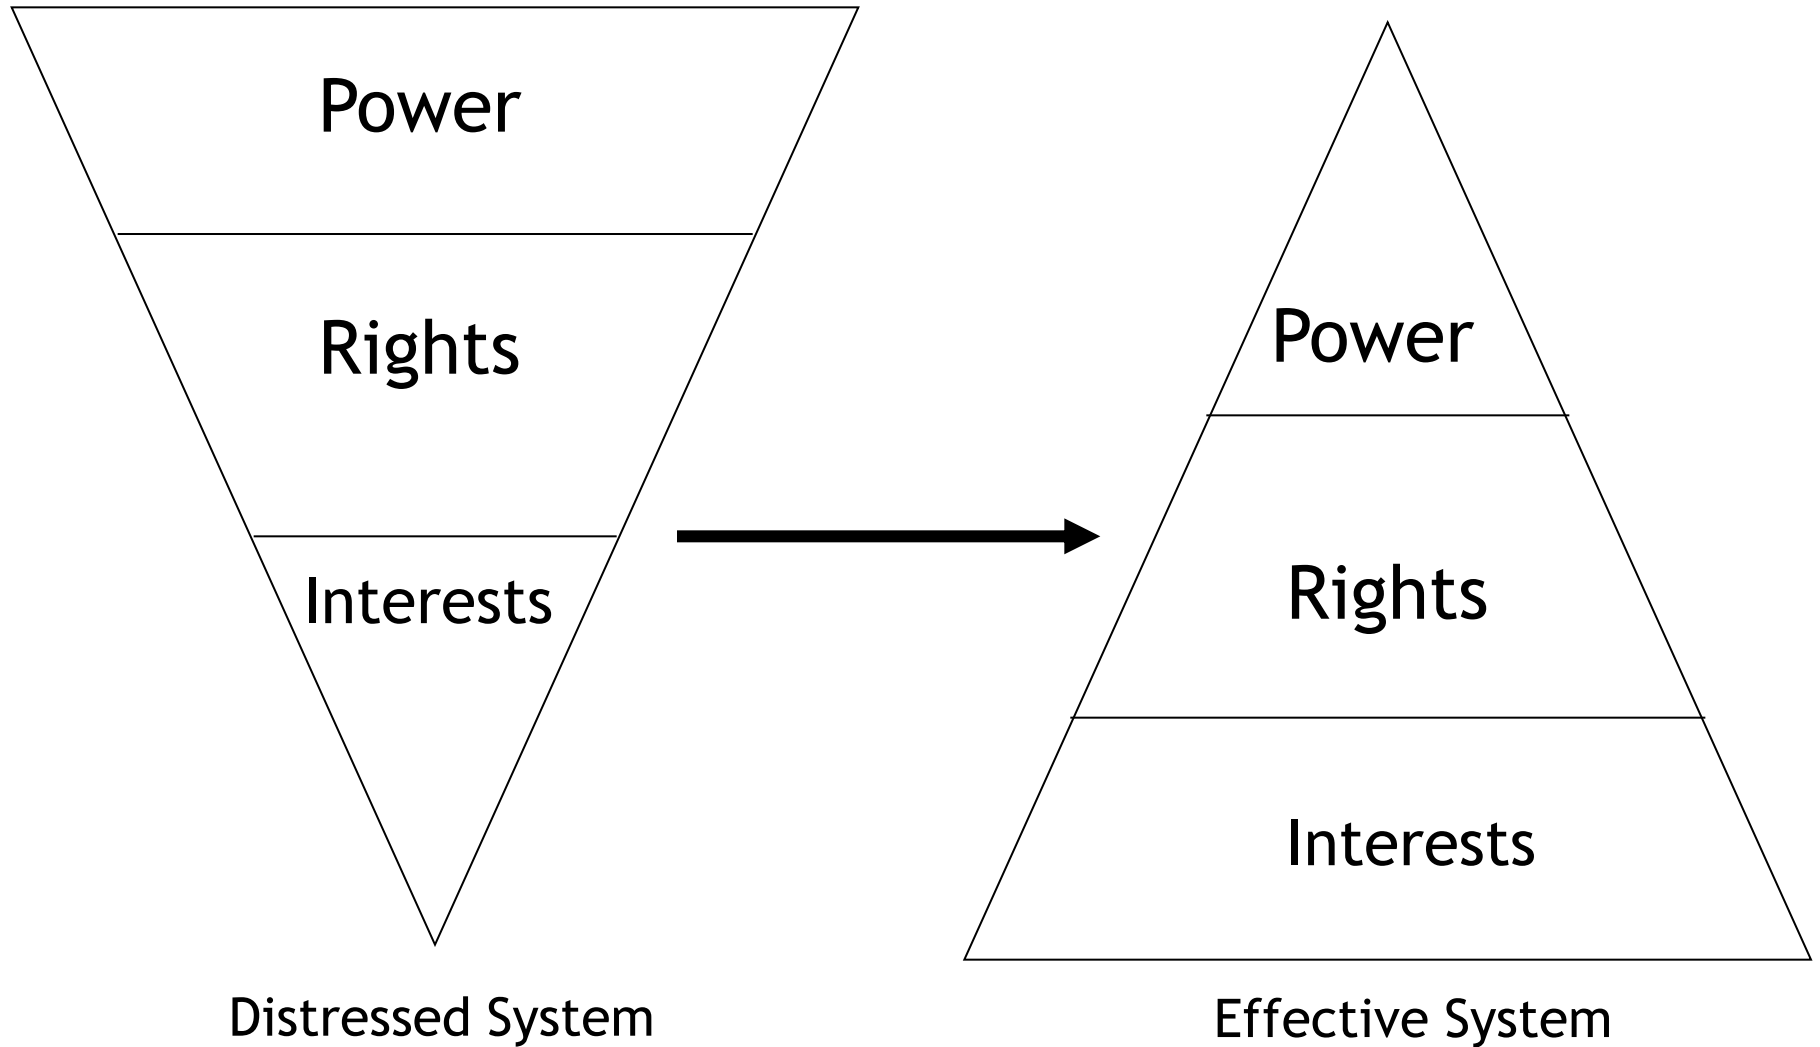 Power
Rights
Interests
Distressed System
Power
Rights
Interests
Effective System